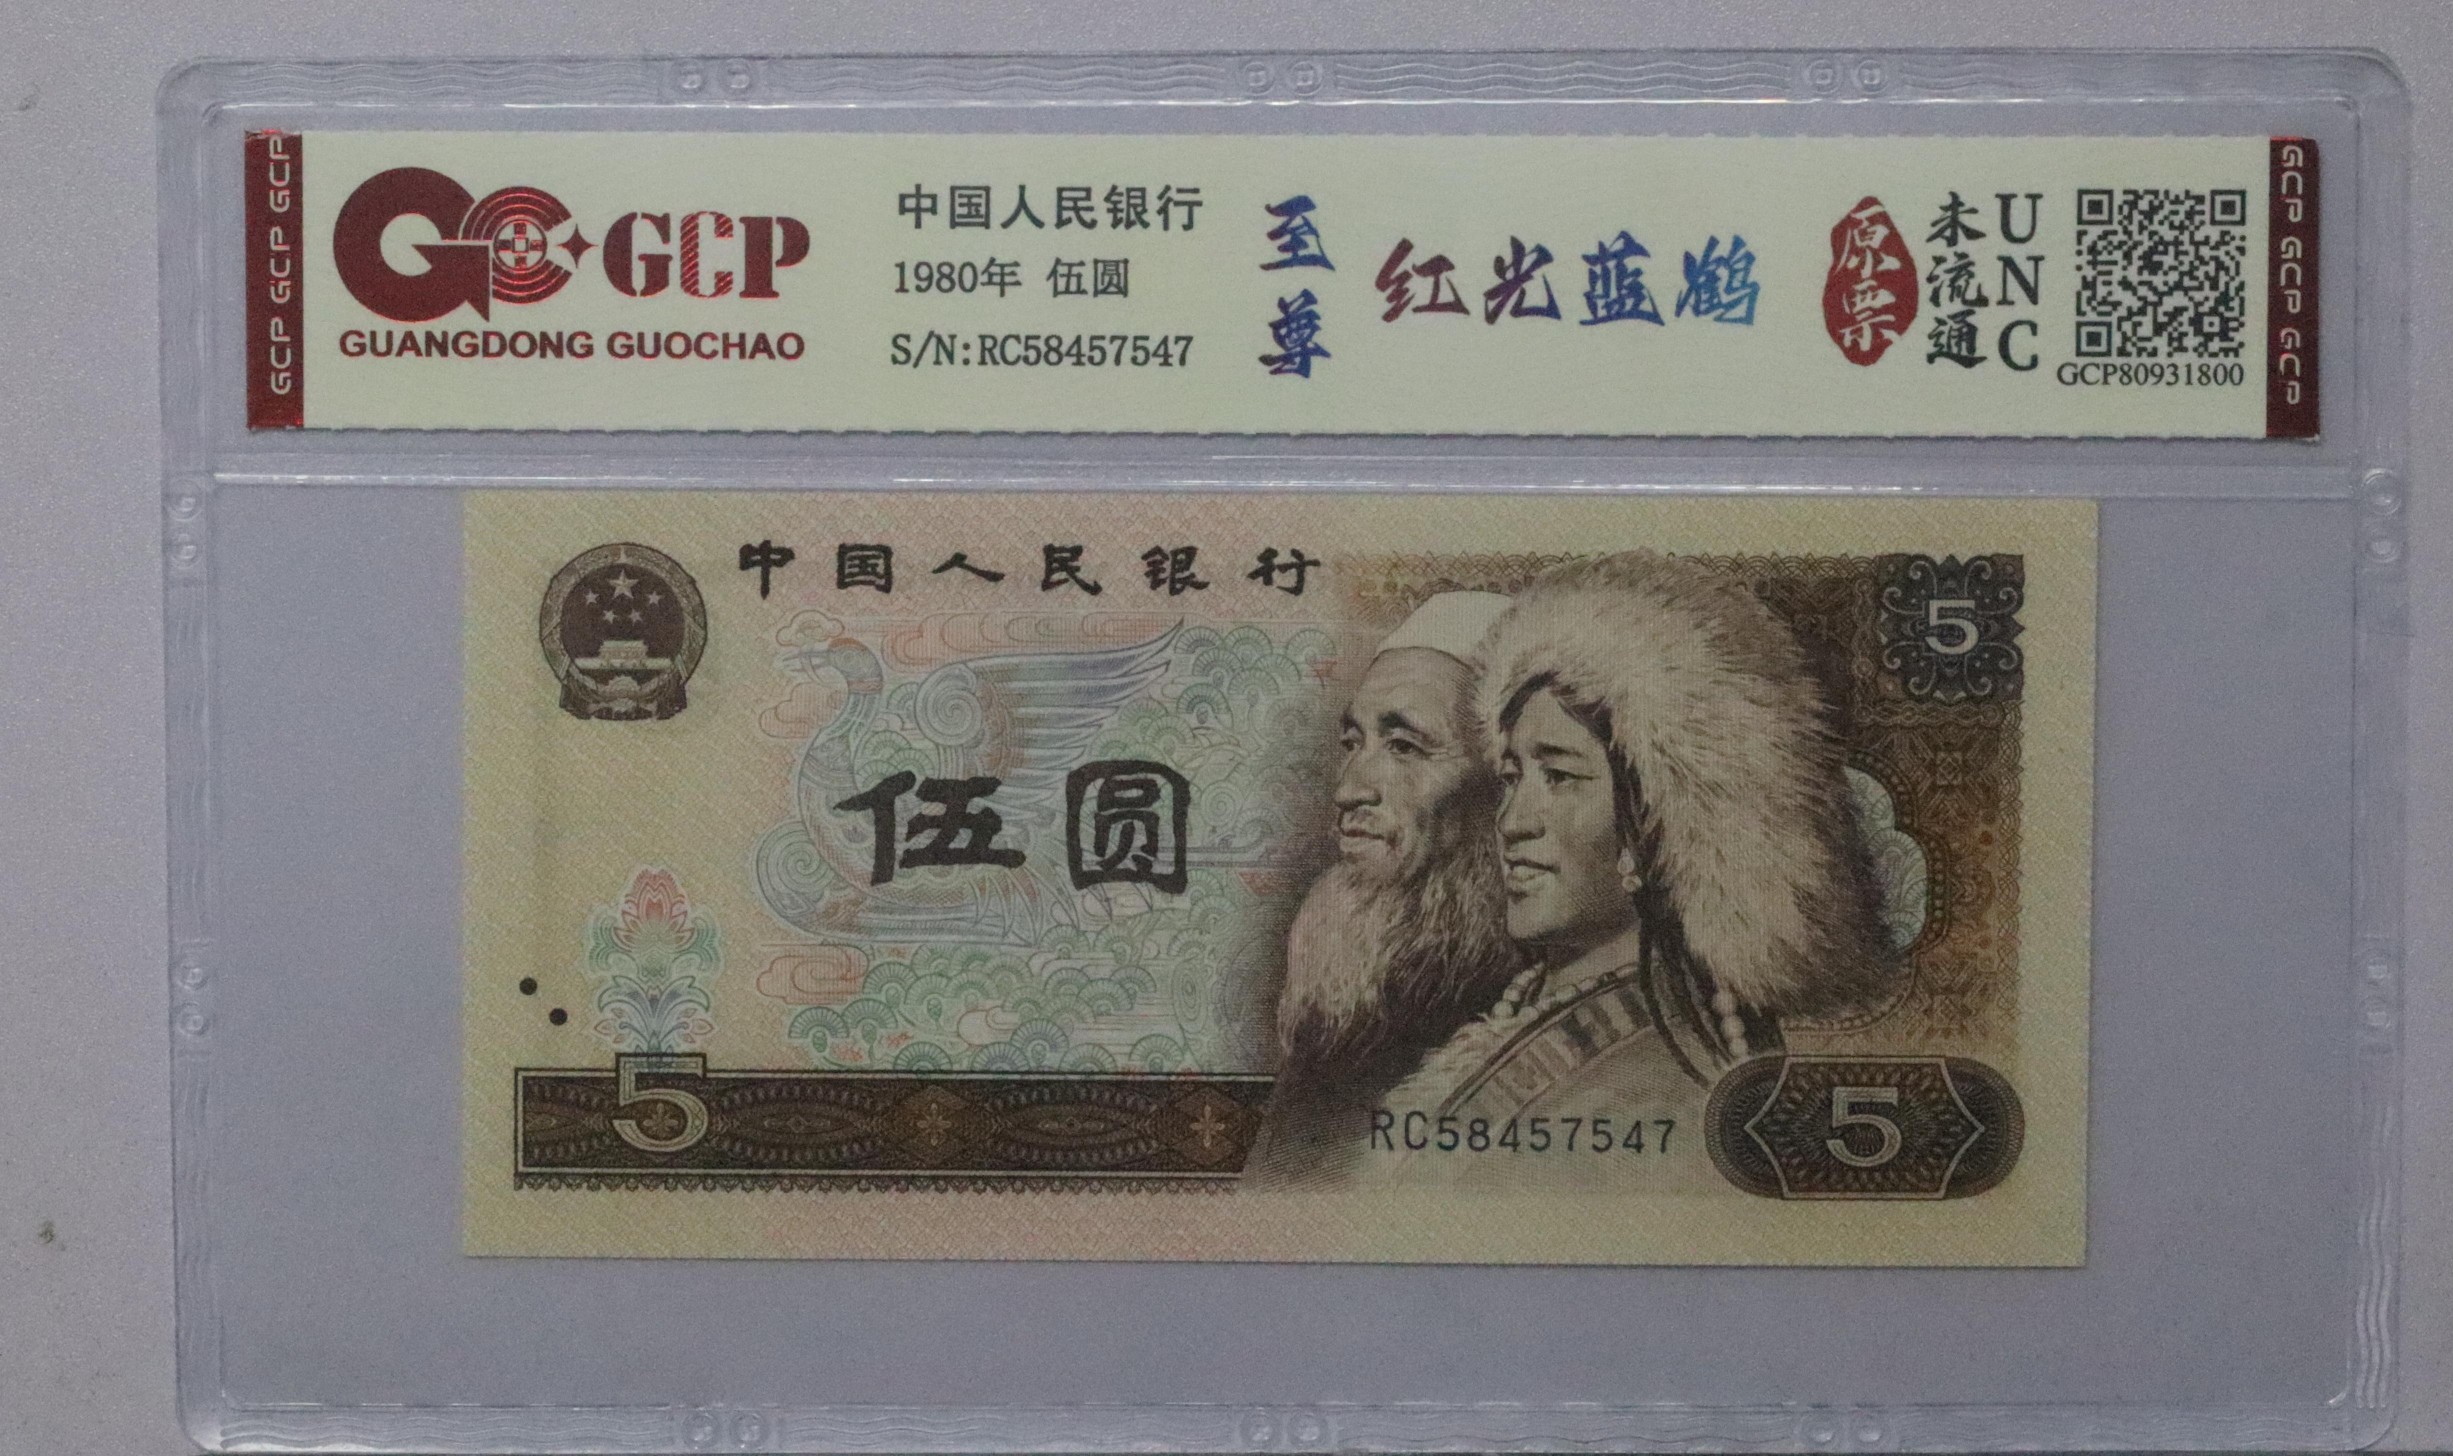 GCP GCP GCP
GCP
GUANGDONG GUOCHAO
中国人民银行
1980年 伍圆
S/N:RC58457547
至尊
红光蓝鹤
原票
未流通
UNC
GCP80931800
GCP GCP GCP
中国人民银行
5
伍圆
5
RC58457547
5